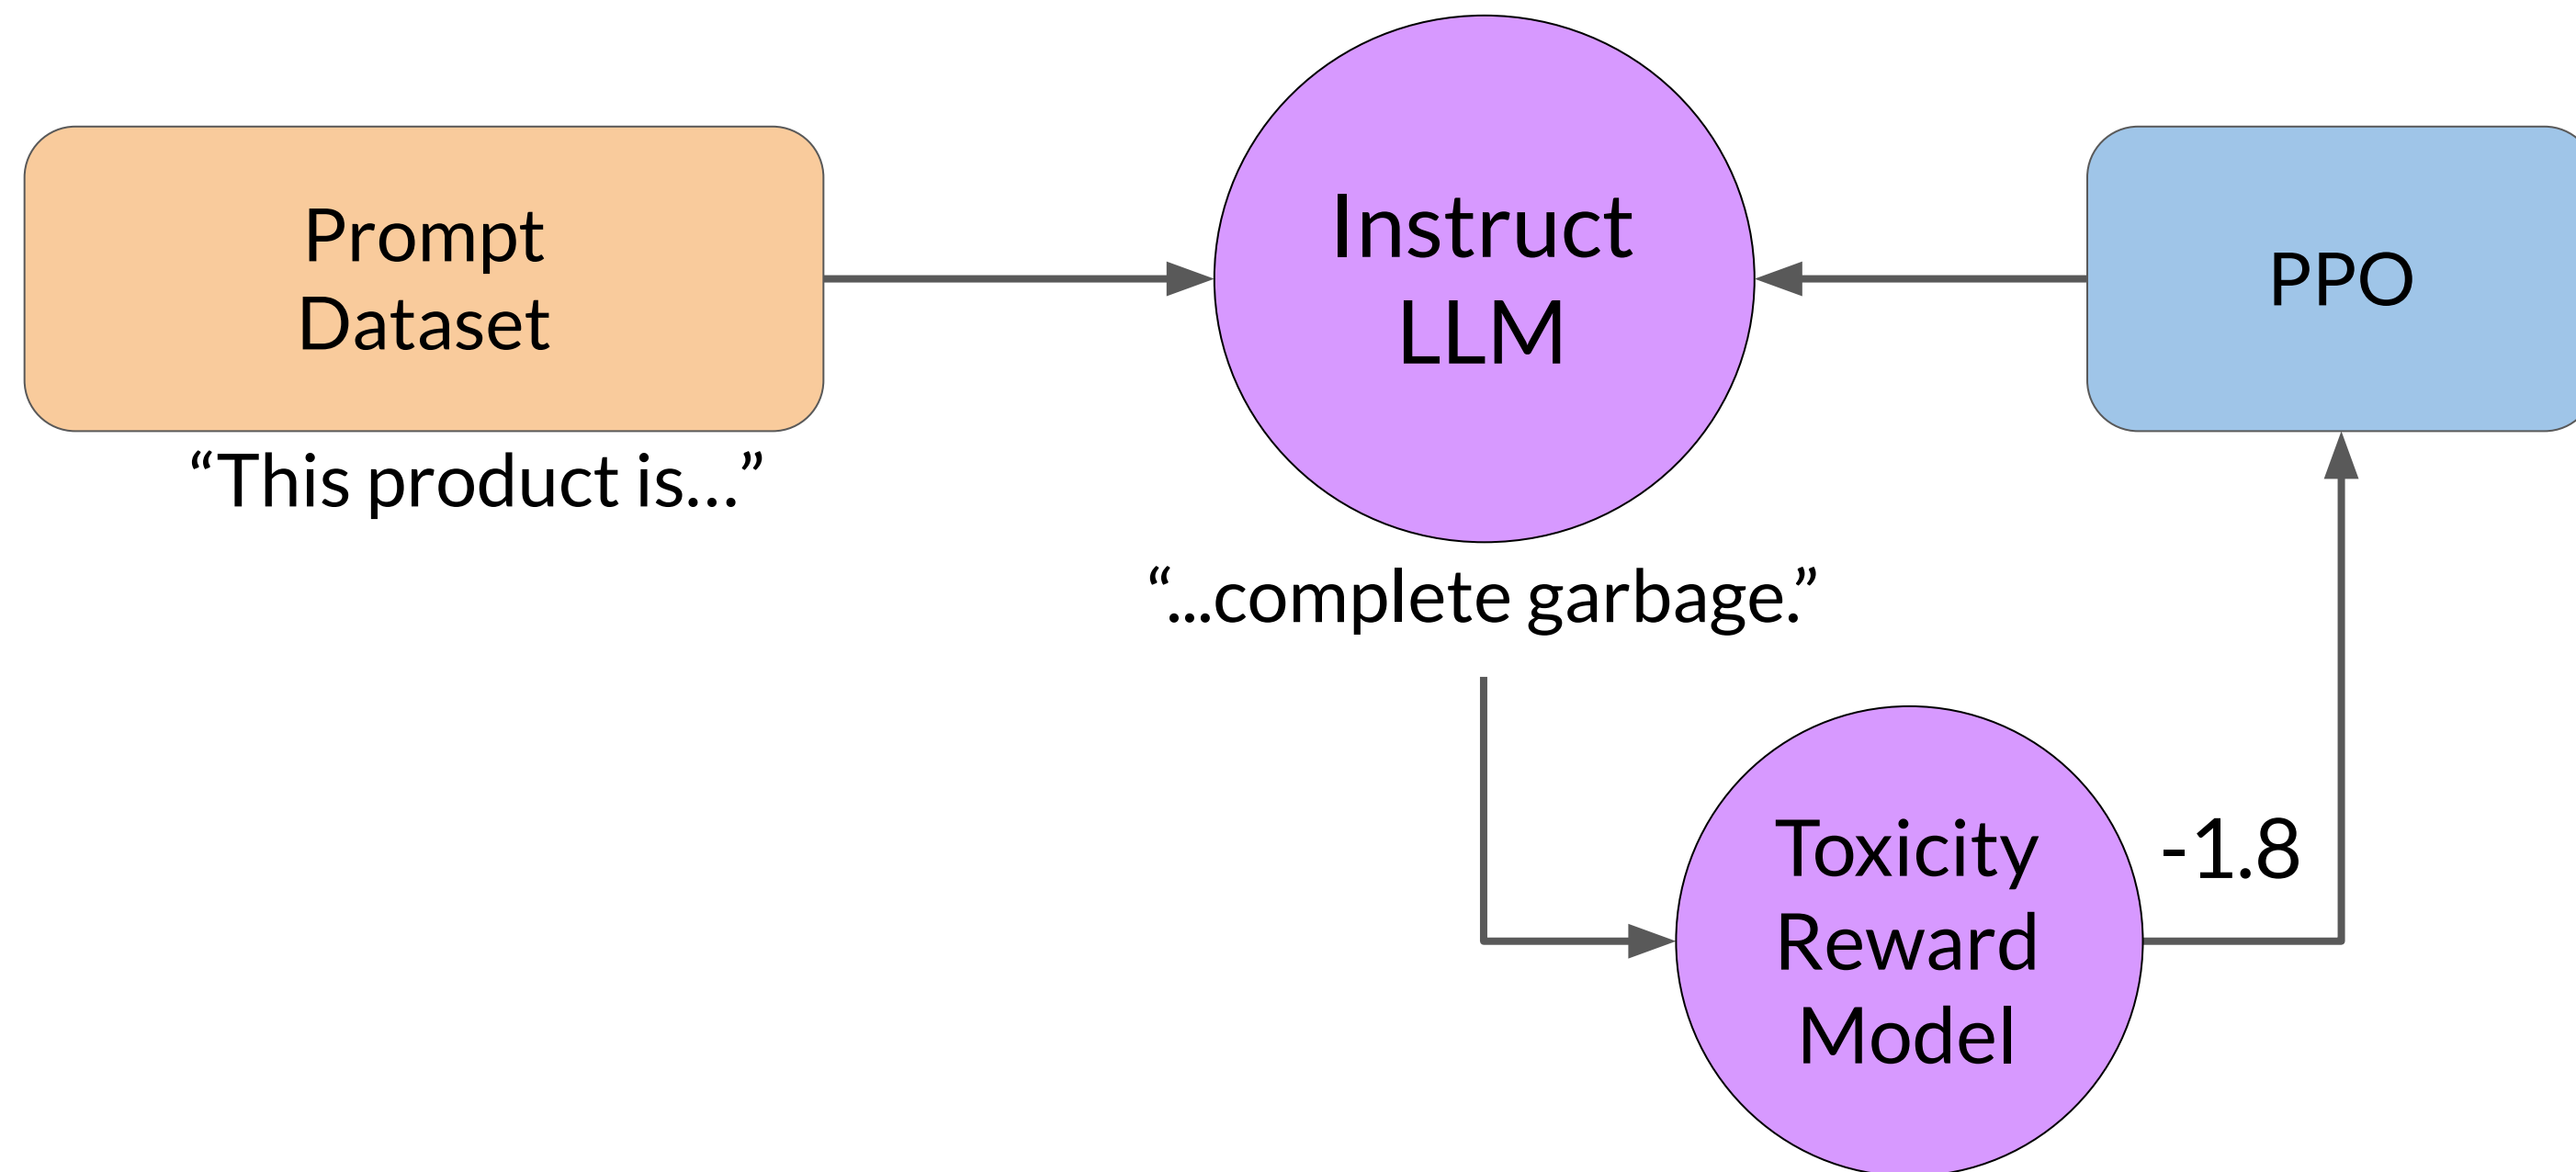 Prompt
Dataset
“This product is...”
Instruct
LLM
“...complete garbage.”
PPO
Toxicity
Reward
Model
-1.8